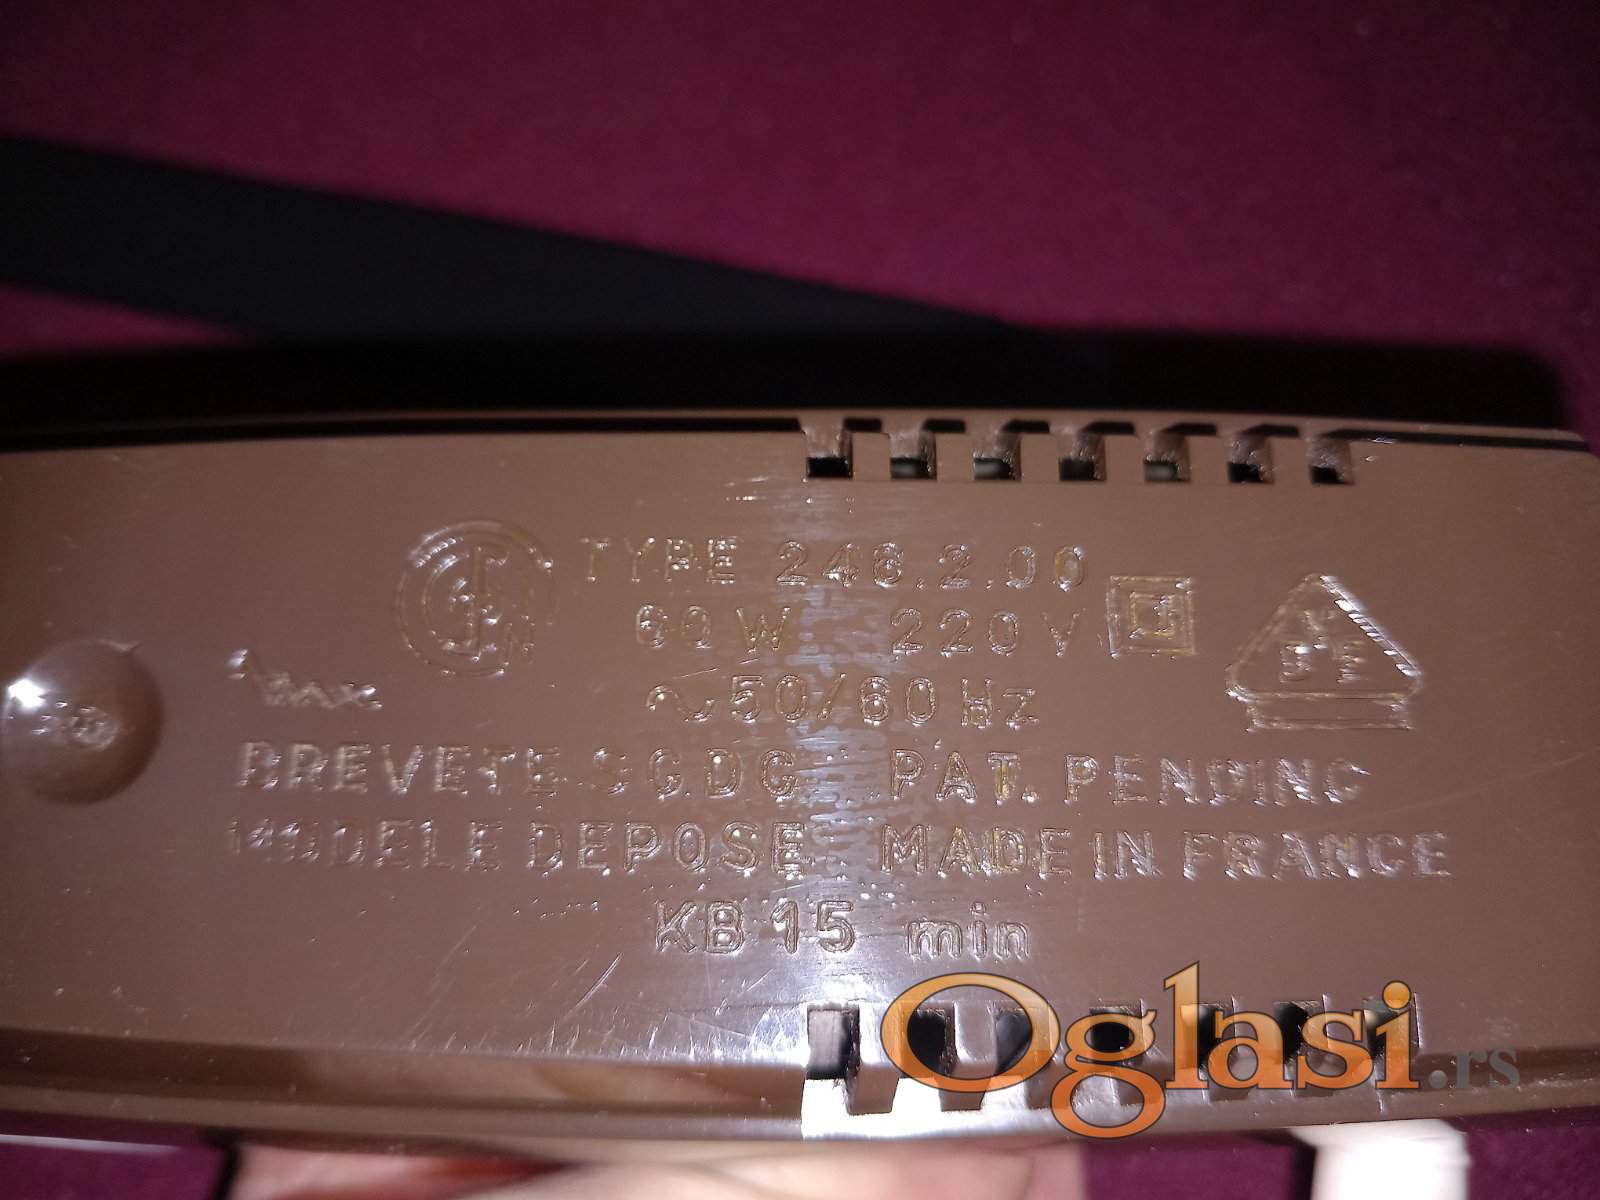 TYPE 246.2.00
60 W 220 V
~ 50/60 Hz
max.
BREVETE S.G.D.G. PAT. PENDING
MODELE DEPOSE MADE IN FRANCE
KB 15 min
Oglasi.rs